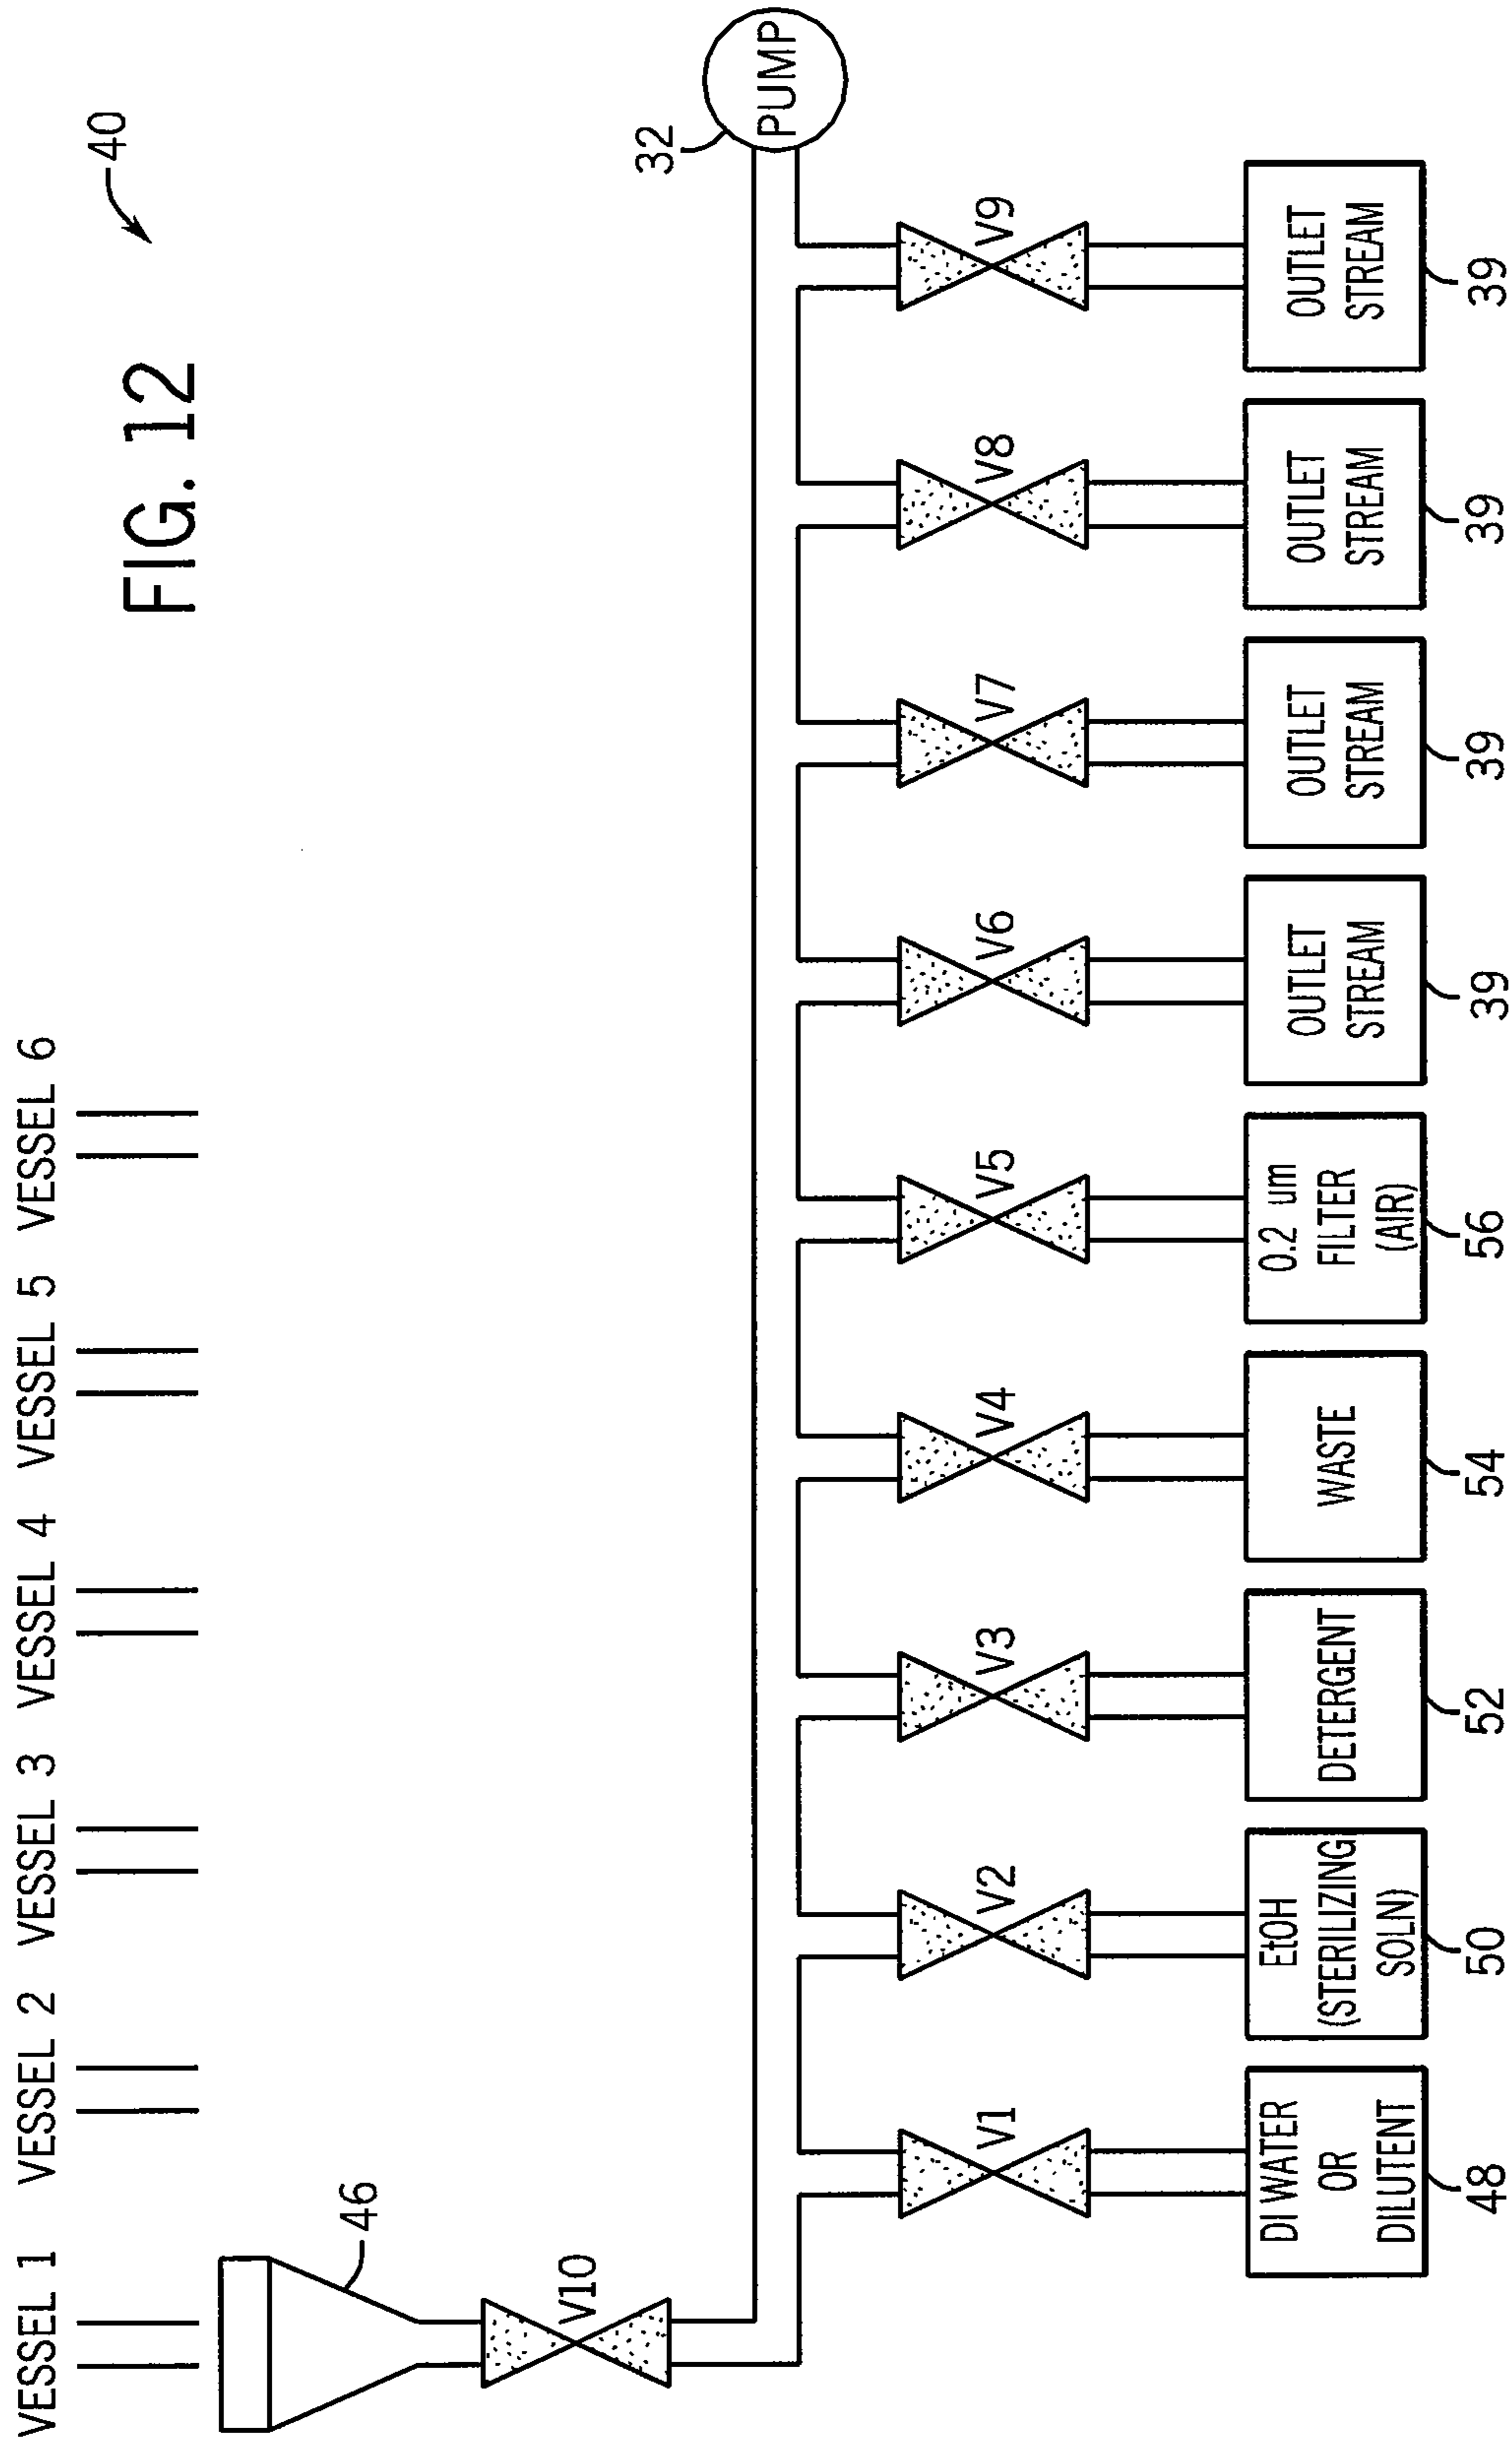 FIG. 12
40
VESSEL 1 VESSEL 2 VESSEL 3 VESSEL 4 VESSEL 5 VESSEL 6
46
V10
32
PUMP
V1 V2 V3 V4 V5 V6 V7 V8 V9
DI WATER
OR
DILUTENT
48
EtOH
(STERILIZING
SOLN)
50
DETERGENT
52
WASTE
54
0.2 um
FILTER
(AIR)
56
OUTLET
STREAM
39
OUTLET
STREAM
39
OUTLET
STREAM
39
OUTLET
STREAM
39